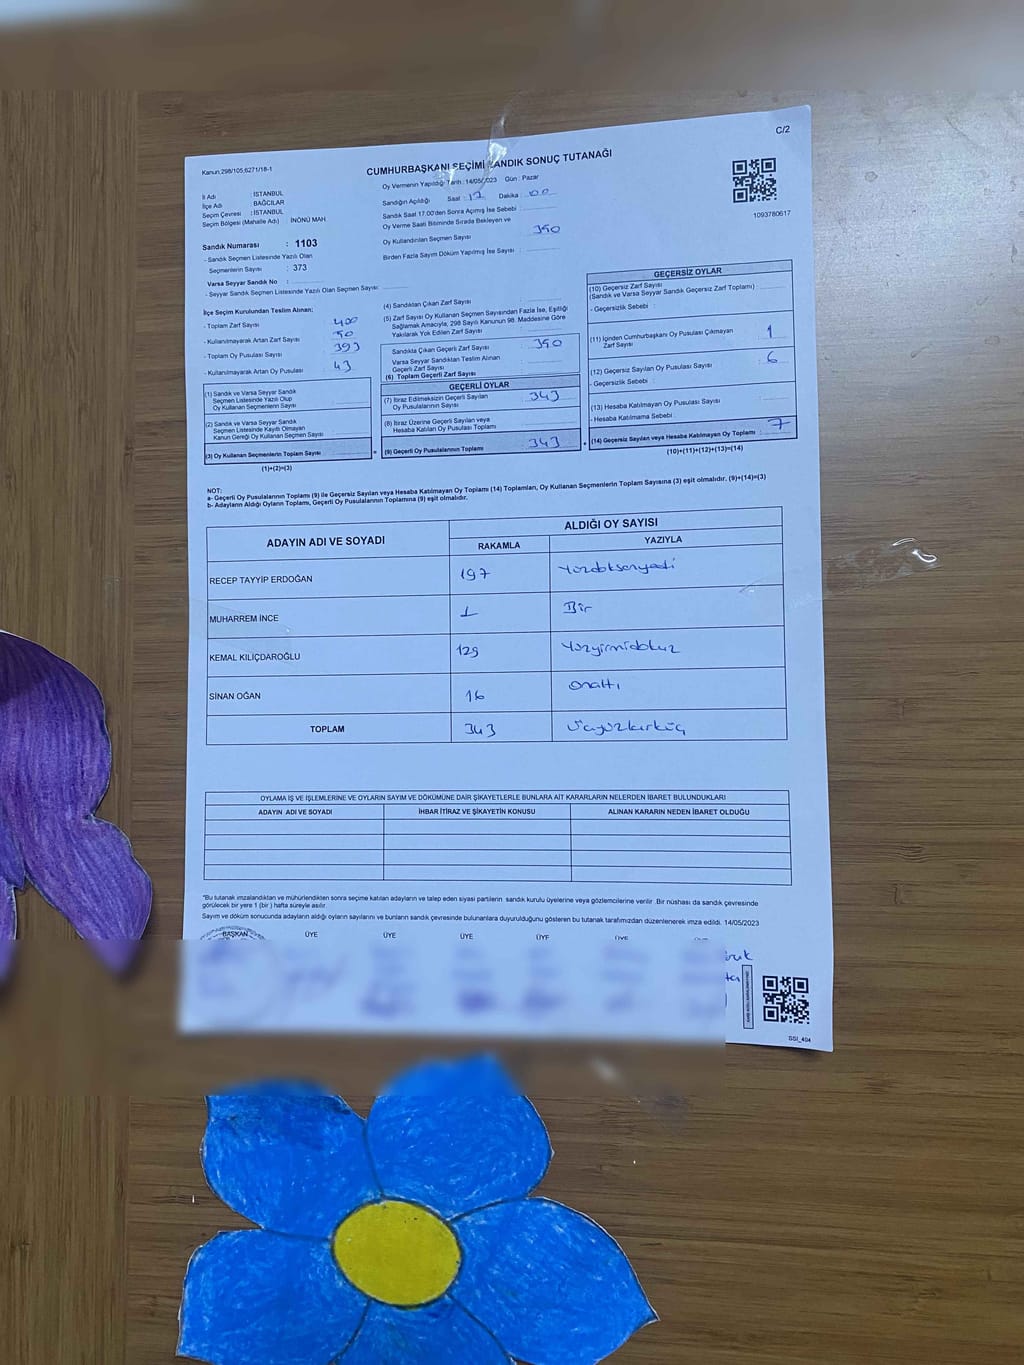 C/2
Kanun:298/105,6271/18-1
CUMHURBAŞKANI SEÇİMİ SANDIK SONUÇ TUTANAĞI
İl Adı : İSTANBUL
İlçe Adı BAĞCILAR
Seçim Çevresi : İSTANBUL
Seçim Bölgesi (Mahalle Adı) İNÖNÜ MAH
Oy Vermenin Yapıldığı Tarih :14/05/2023 Gün : Pazar
Sandığın Açıldığı Saat : 17 Dakika 00
Sandık Saat 17.00'den Sonra Açılmış İse Sebebi :
Oy Verme Saati Bitiminde Sırada Bekleyen ve
Oy Kullandırılan Seçmen Sayısı 350
Birden Fazla Sayım Döküm Yapılmış İse Sayısı :
1093780617
Sandık Numarası : 1103
- Sandık Seçmen Listesinde Yazılı Olan
Seçmenlerin Sayısı : 373
Varsa Seyyar Sandık No :
- Seyyar Sandık Seçmen Listesinde Yazılı Olan Seçmen Sayısı:
İlçe Seçim Kurulundan Teslim Alınan:
- Toplam Zarf Sayısı : 400
- Kullanılmayarak Artan Zarf Sayısı : 50
- Toplam Oy Pusulası Sayısı : 393
- Kullanılmayarak Artan Oy Pusulası : 43
(1) Sandık ve Varsa Seyyar Sandık
Seçmen Listesinde Yazılı Olup
Oy Kullanan Seçmenlerin Sayısı :
(2) Sandık ve Varsa Seyyar Sandık
Seçmen Listesinde Kayıtlı Olmayan
Kanun Gereği Oy Kullanan Seçmen Sayısı :
(3) Oy Kullanan Seçmenlerin Toplam Sayısı :
(1)+(2)=(3)
(4) Sandıktan Çıkan Zarf Sayısı :
(5) Zarf Sayısı Oy Kullanan Seçmen Sayısından Fazla İse, Eşitliği
Sağlamak Amacıyla; 298 Sayılı Kanunun 98. Maddesine Göre
Yakılarak Yok Edilen Zarf Sayısı :
Sandıkta Çıkan Geçerli Zarf Sayısı : 350
Varsa Seyyar Sandıktan Teslim Alınan
Geçerli Zarf Sayısı :
(6) Toplam Geçerli Zarf Sayısı :
GEÇERLİ OYLAR
(7) İtiraz Edilmeksizin Geçerli Sayılan
Oy Pusulalarının Sayısı : 343
(8) İtiraz Üzerine Geçerli Sayılan veya
Hesaba Katılan Oy Pusulası Toplamı :
(9) Geçerli Oy Pusulalarının Toplamı : 343
GEÇERSİZ OYLAR
(10) Geçersiz Zarf Sayısı
(Sandık ve Varsa Seyyar Sandık Geçersiz Zarf Toplamı) :
- Geçersizlik Sebebi :
(11) İçinden Cumhurbaşkanı Oy Pusulası Çıkmayan
Zarf Sayısı : 1
(12) Geçersiz Sayılan Oy Pusulası Sayısı : 6
- Geçersizlik Sebebi :
(13) Hesaba Katılmayan Oy Pusulası Sayısı :
- Hesaba Katılmama Sebebi :
(14) Geçersiz Sayılan veya Hesaba Katılmayan Oy Toplamı : 7
(10)+(11)+(12)+(13)=(14)
NOT:
a- Geçerli Oy Pusulalarının Toplamı (9) ile Geçersiz Sayılan veya Hesaba Katılmayan Oy Toplamı (14) Toplamları, Oy Kullanan Seçmenlerin Toplam Sayısına (3) eşit olmalıdır. (9)+(14)=(3)
b- Adayların Aldığı Oyların Toplamı, Geçerli Oy Pusulalarının Toplamına (9) eşit olmalıdır.
ADAYIN ADI VE SOYADI ALDIĞI OY SAYISI
RAKAMLA YAZIYLA
RECEP TAYYİP ERDOĞAN 197 Yüzdoksanyedi
MUHARREM İNCE 1 Bir
KEMAL KILIÇDAROĞLU 129 Yüzyirmidokuz
SİNAN OĞAN 16 Onaltı
TOPLAM 343 Üçyüzkırküç
OYLAMA İŞ VE İŞLEMLERİNE VE OYLARIN SAYIM VE DÖKÜMÜNE DAİR ŞİKAYETLERLE BUNLARA AİT KARARLARIN NELERDEN İBARET BULUNDUKLARI
ADAYIN ADI VE SOYADI İHBAR İTİRAZ VE ŞİKAYETİN KONUSU ALINAN KARARIN NEDEN İBARET OLDUĞU
"Bu tutanak imzalandıktan ve mühürlendikten sonra seçime katılan adayların ve talep eden siyasi partilerin sandık kurulu üyelerine veya gözlemcilerine verilir .Bir nüshası da sandık çevresinde
görülecek bir yere 1 (bir ) hafta süreyle asılır
Sayım ve döküm sonucunda adayların aldığı oyların sayılarını ve bunların sandık çevresinde bulunanlara duyurulduğunu gösteren bu tutanak tarafımızdan düzenlenerek imza edildi. 14/05/2023
BAŞKAN ÜYE ÜYE ÜYE ÜYE ÜYE
SSİ_404